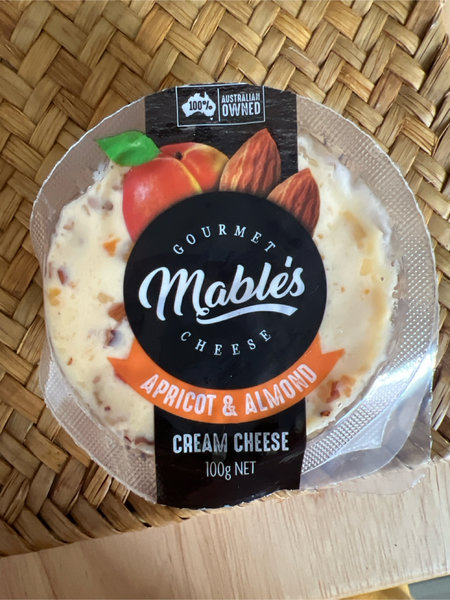 100%
AUSTRALIAN
OWNED
GOURMET
Mable's
CHEESE
APRICOT & ALMOND
CREAM CHEESE
100g NET